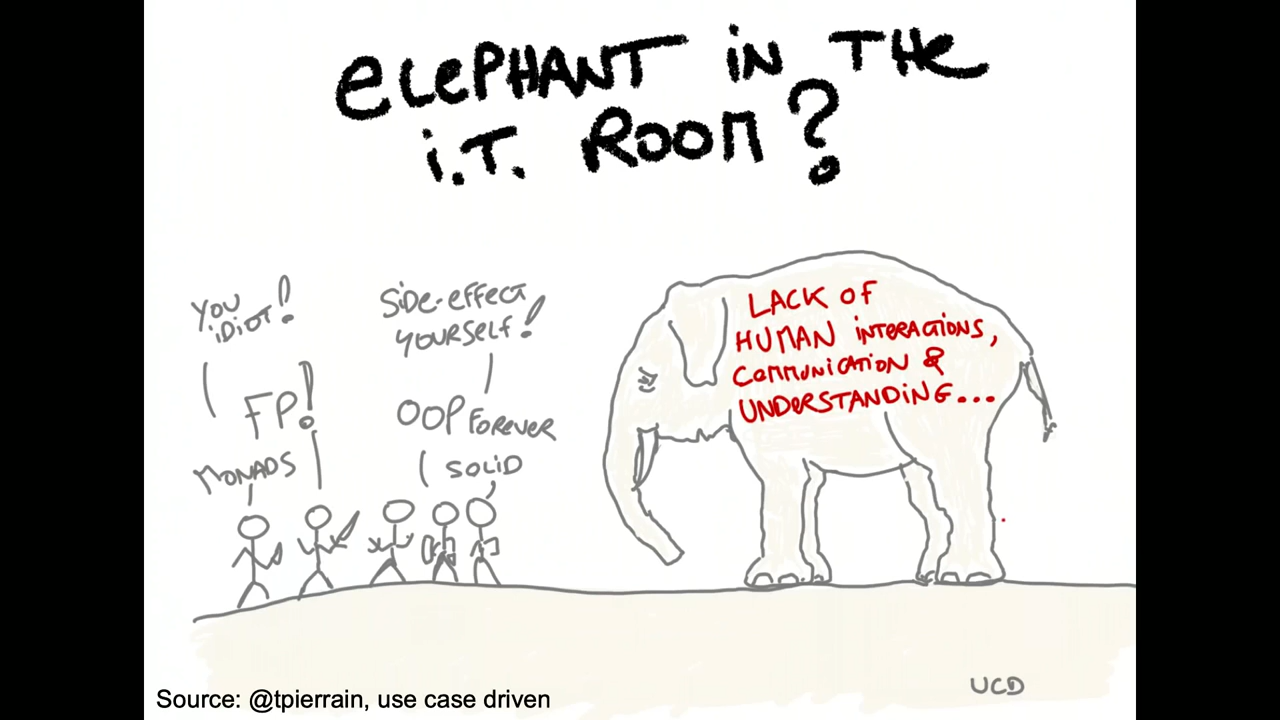 ELEPHANT IN THE
I.T. ROOM?
YOU
IDIOT!
SIDE-EFFECT
YOURSELF!
FP!
OOP FOREVER
MONADS
SOLID
LACK OF
HUMAN INTERACTIONS,
COMMUNICATION &
UNDERSTANDING...
UCD
Source: @tpierrain, use case driven